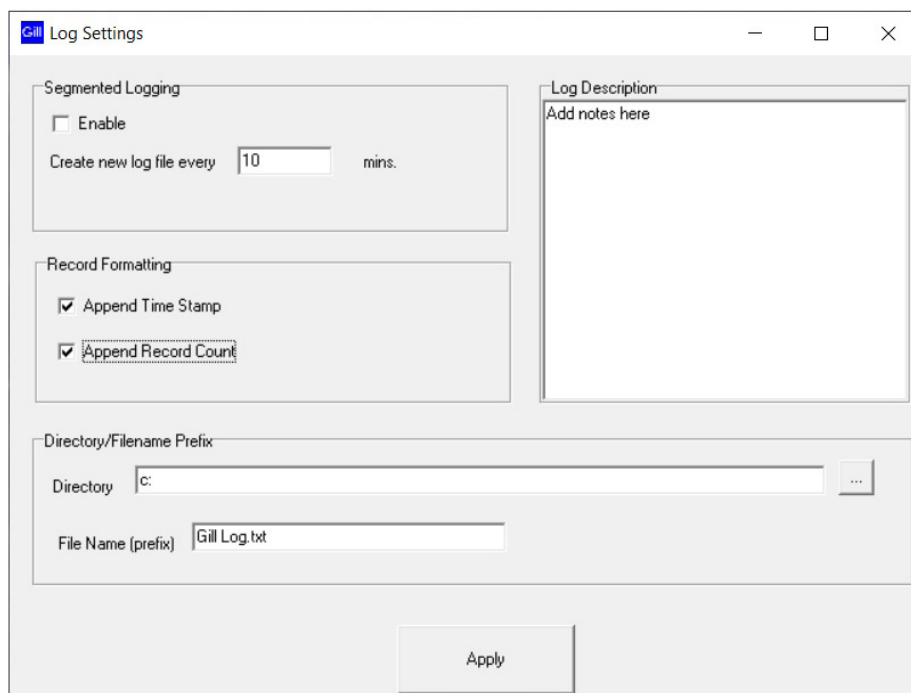 Gill Log Settings
Segmented Logging
Enable
Create new log file every 10 mins.
Record Formatting
Append Time Stamp
Append Record Count
Log Description
Add notes here
Directory/Filename Prefix
Directory c: ...
File Name (prefix) Gill Log.txt
Apply